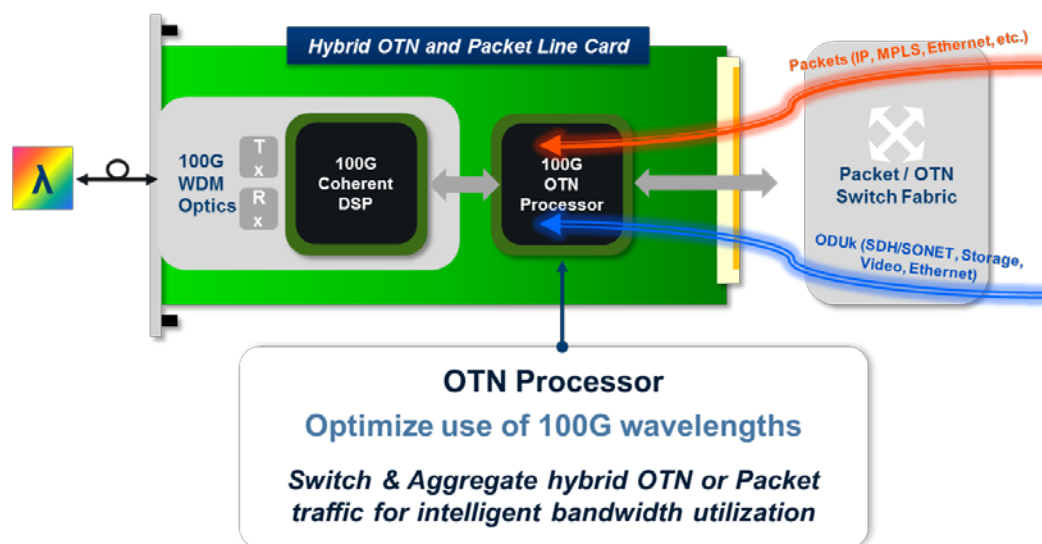 Hybrid OTN and Packet Line Card
Packets (IP, MPLS, Ethernet, etc.)
λ
100G
WDM
Optics
T
x
R
x
100G
Coherent
DSP
100G
OTN
Processor
Packet / OTN
Switch Fabric
ODUk (SDH/SONET, Storage,
Video, Ethernet)
OTN Processor
Optimize use of 100G wavelengths
Switch & Aggregate hybrid OTN or Packet
traffic for intelligent bandwidth utilization